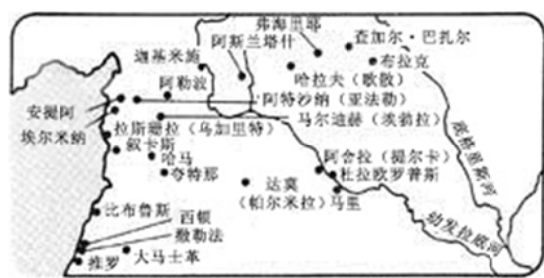 弗海里耶
阿斯兰塔什
查加尔·巴扎尔
迦基米施
布拉克
阿勒波
哈拉夫（歌散）
安提阿
阿特沙纳（亚法勒）
埃尔米纳
马尔迪赫（埃勃拉）
拉斯珊拉（乌加里特）
叙卡斯
底格里斯河
哈马
阿舍拉（提尔卡）
夸特那
杜拉欧罗普斯
达莫
（帕尔米拉）
马里
比布鲁斯
幼发拉底河
西顿
撒勒法
推罗
大马士革